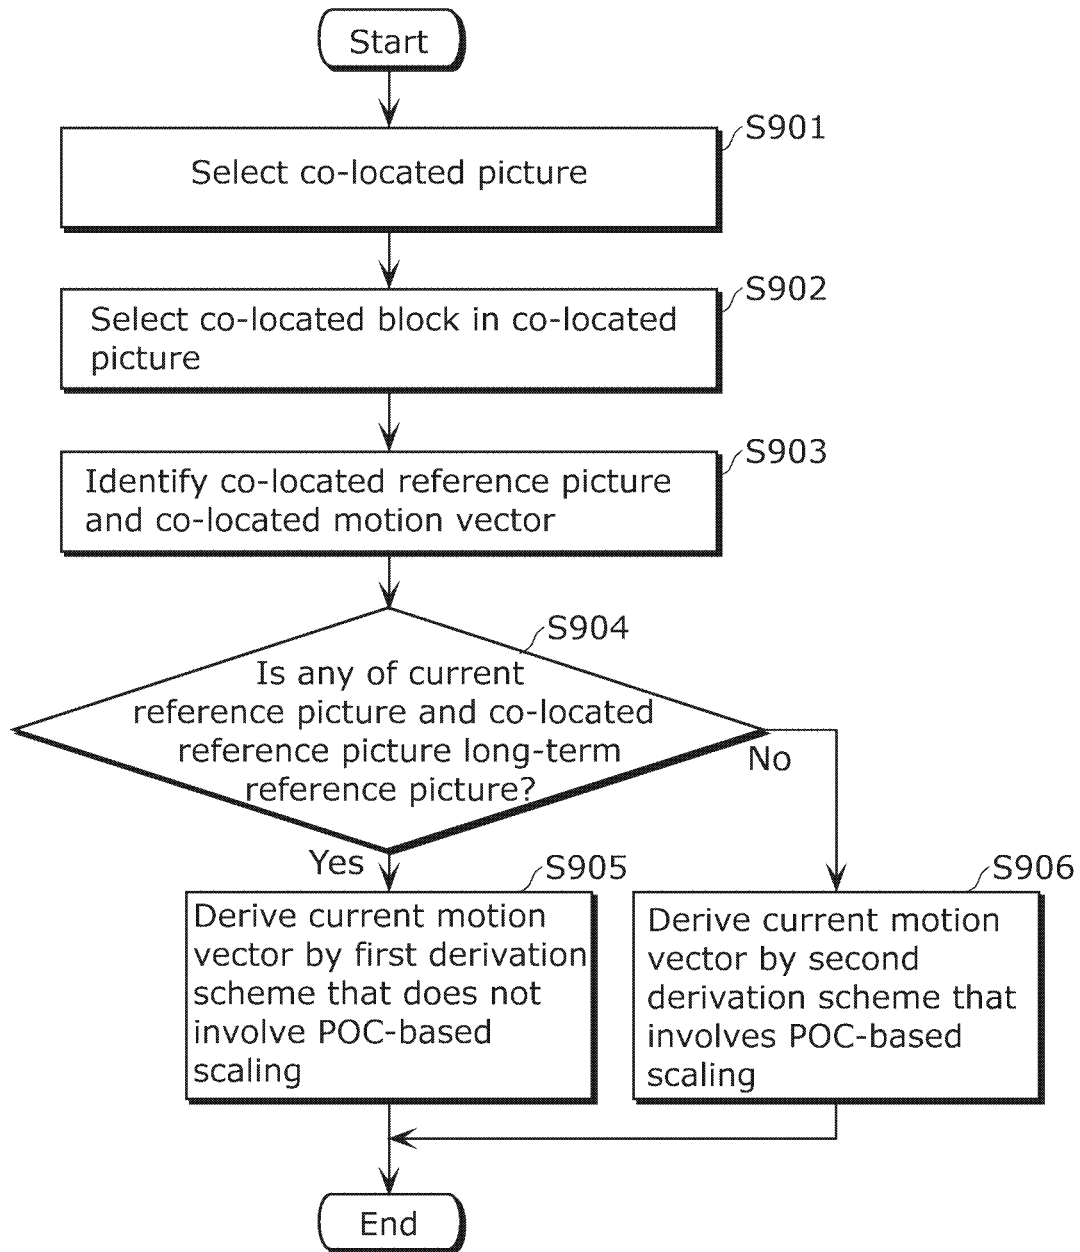 Start
S901
Select co-located picture
S902
Select co-located block in co-located
picture
S903
Identify co-located reference picture
and co-located motion vector
S904
Is any of current
reference picture and co-located
reference picture long-term
reference picture?
No
Yes
S905
Derive current motion
vector by first derivation
scheme that does not
involve POC-based
scaling
S906
Derive current motion
vector by second
derivation scheme that
involves POC-based
scaling
End